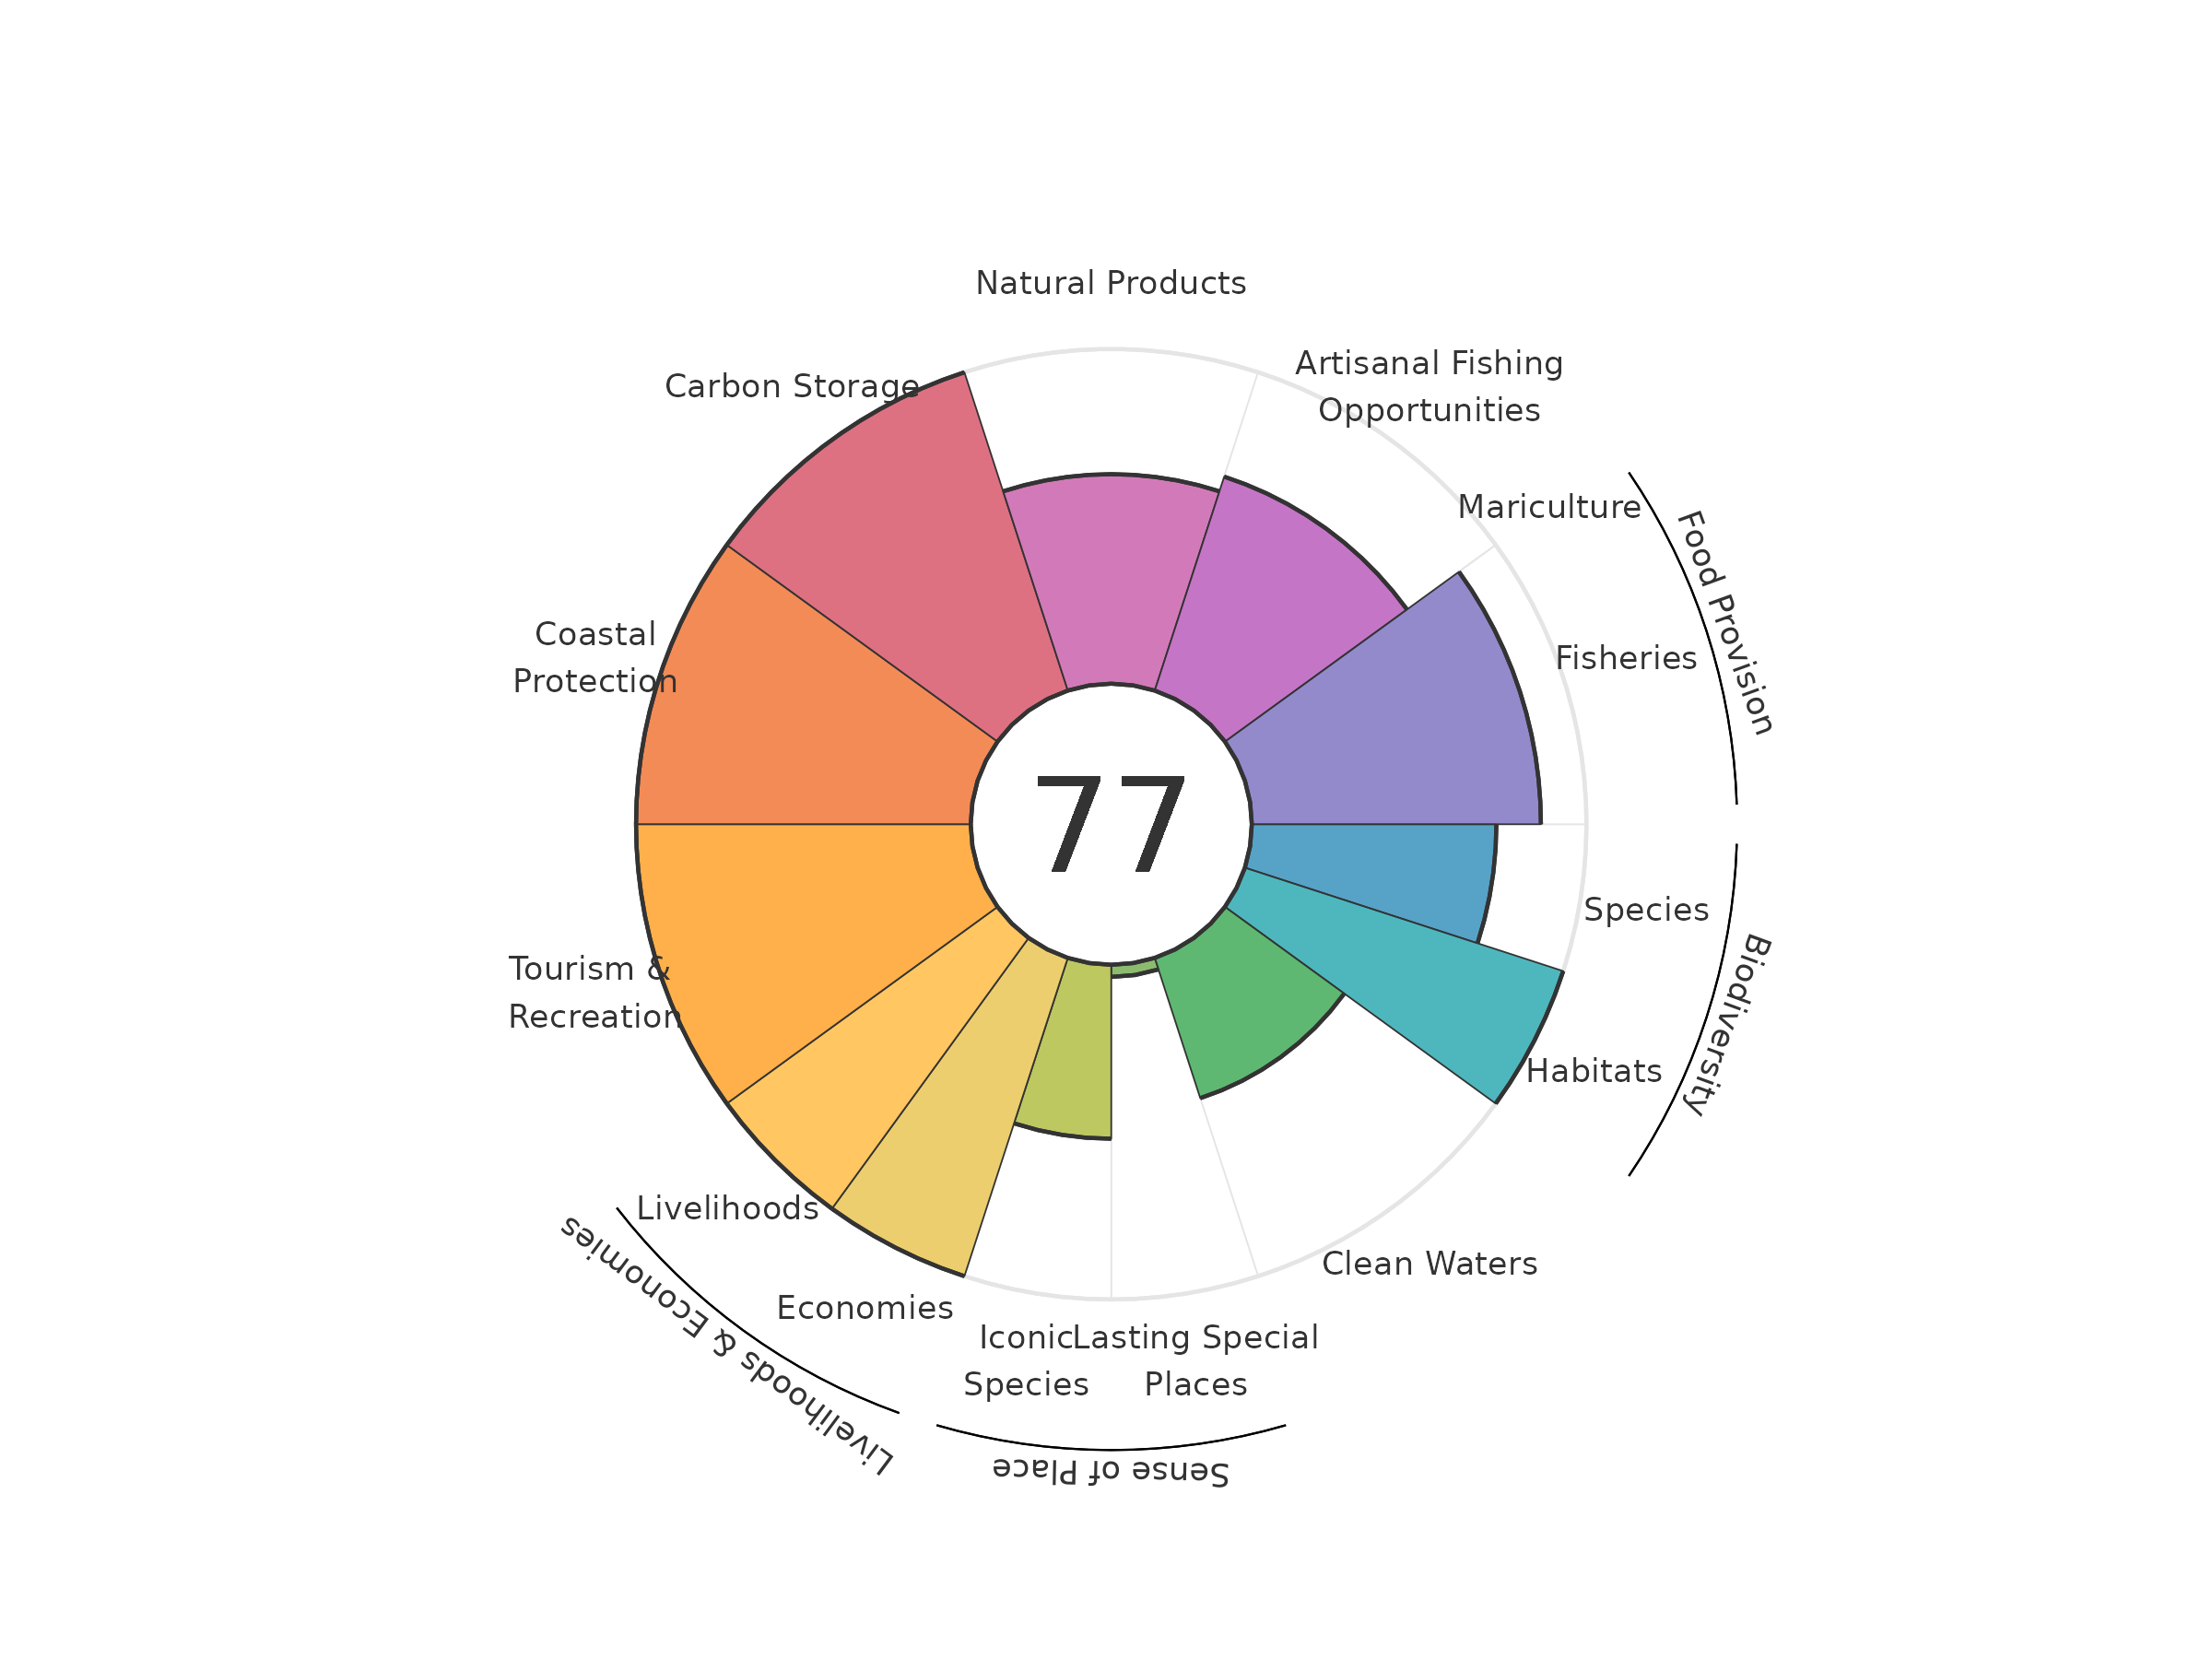 Natural Products
Artisanal Fishing
Opportunities
Carbon Storage
Mariculture
Food Provision
Coastal
Protection
Fisheries
77
Species
Tourism &
Recreation
Biodiversity
Habitats
Livelihoods
Clean Waters
Economies
Livelihoods & Economies
Iconic
Species
Lasting Special
Places
Sense of Place